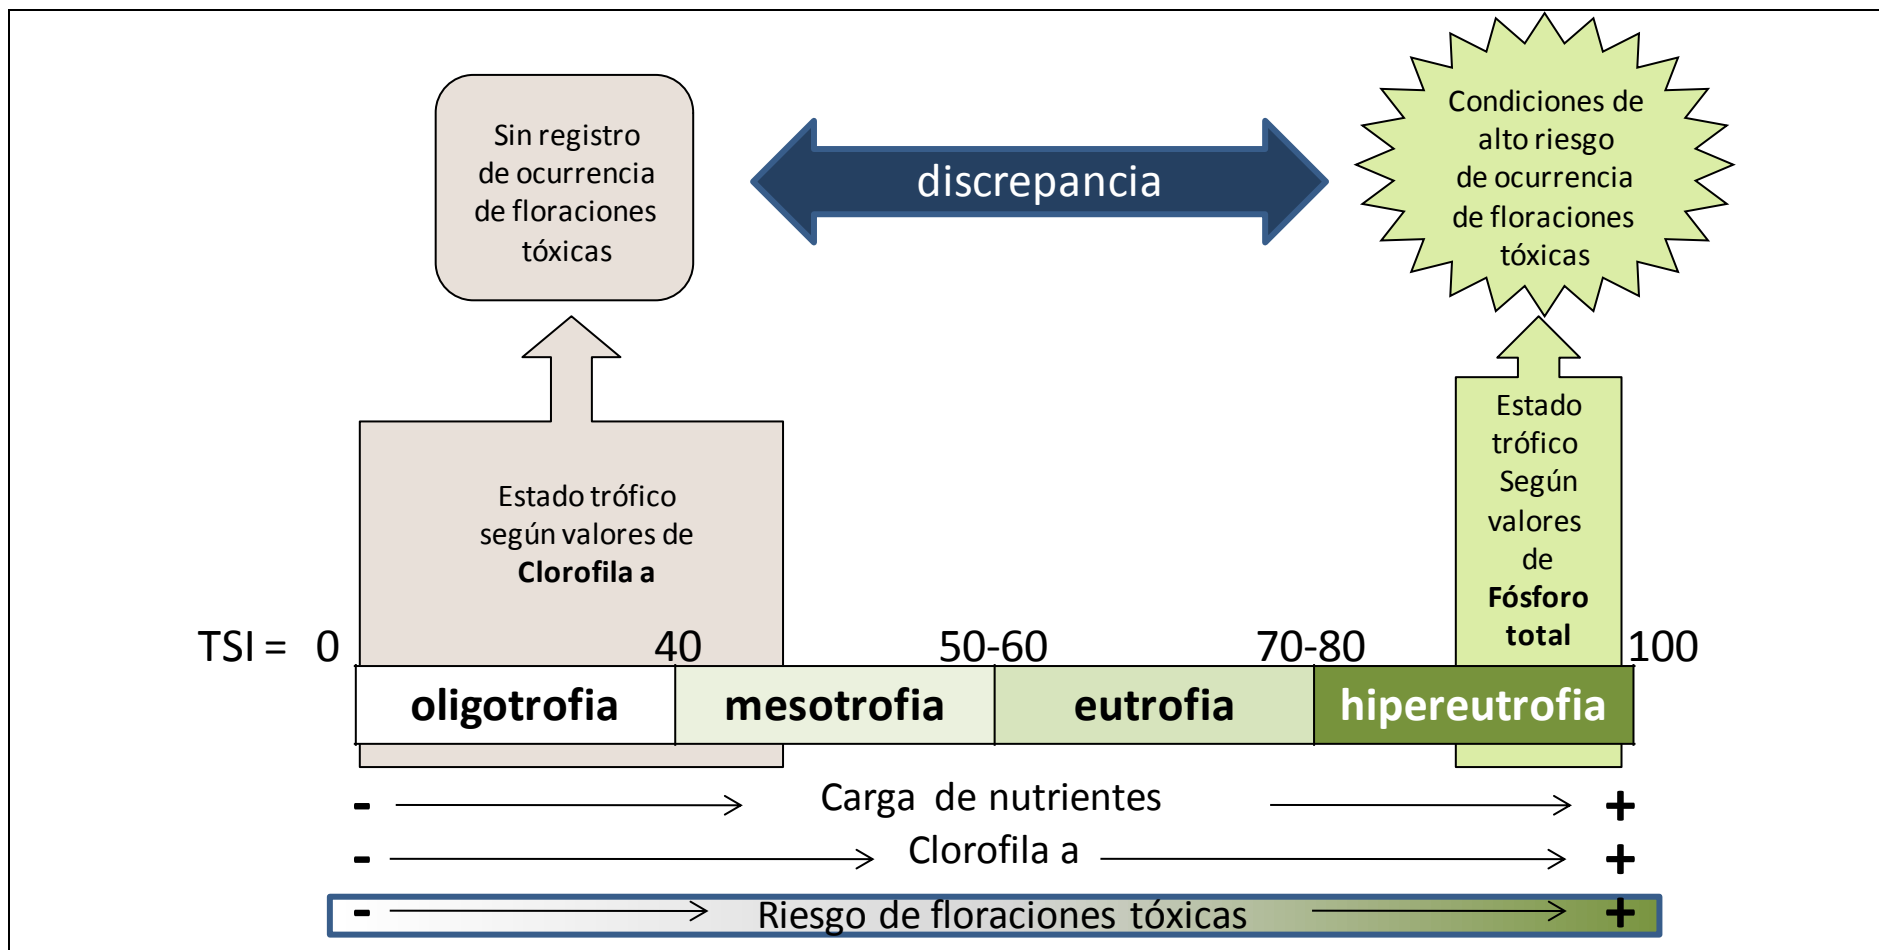 Sin registro
de ocurrencia
de floraciones
tóxicas
discrepancia
Condiciones de
alto riesgo
de ocurrencia
de floraciones
tóxicas
Estado trófico
según valores de
Clorofila a
Estado
trófico
Según
valores
de
Fósforo
total
TSI = 0 40 50-60 70-80 100
oligotrofia mesotrofia eutrofia hipereutrofia
- Carga de nutrientes +
- Clorofila a +
- Riesgo de floraciones tóxicas +